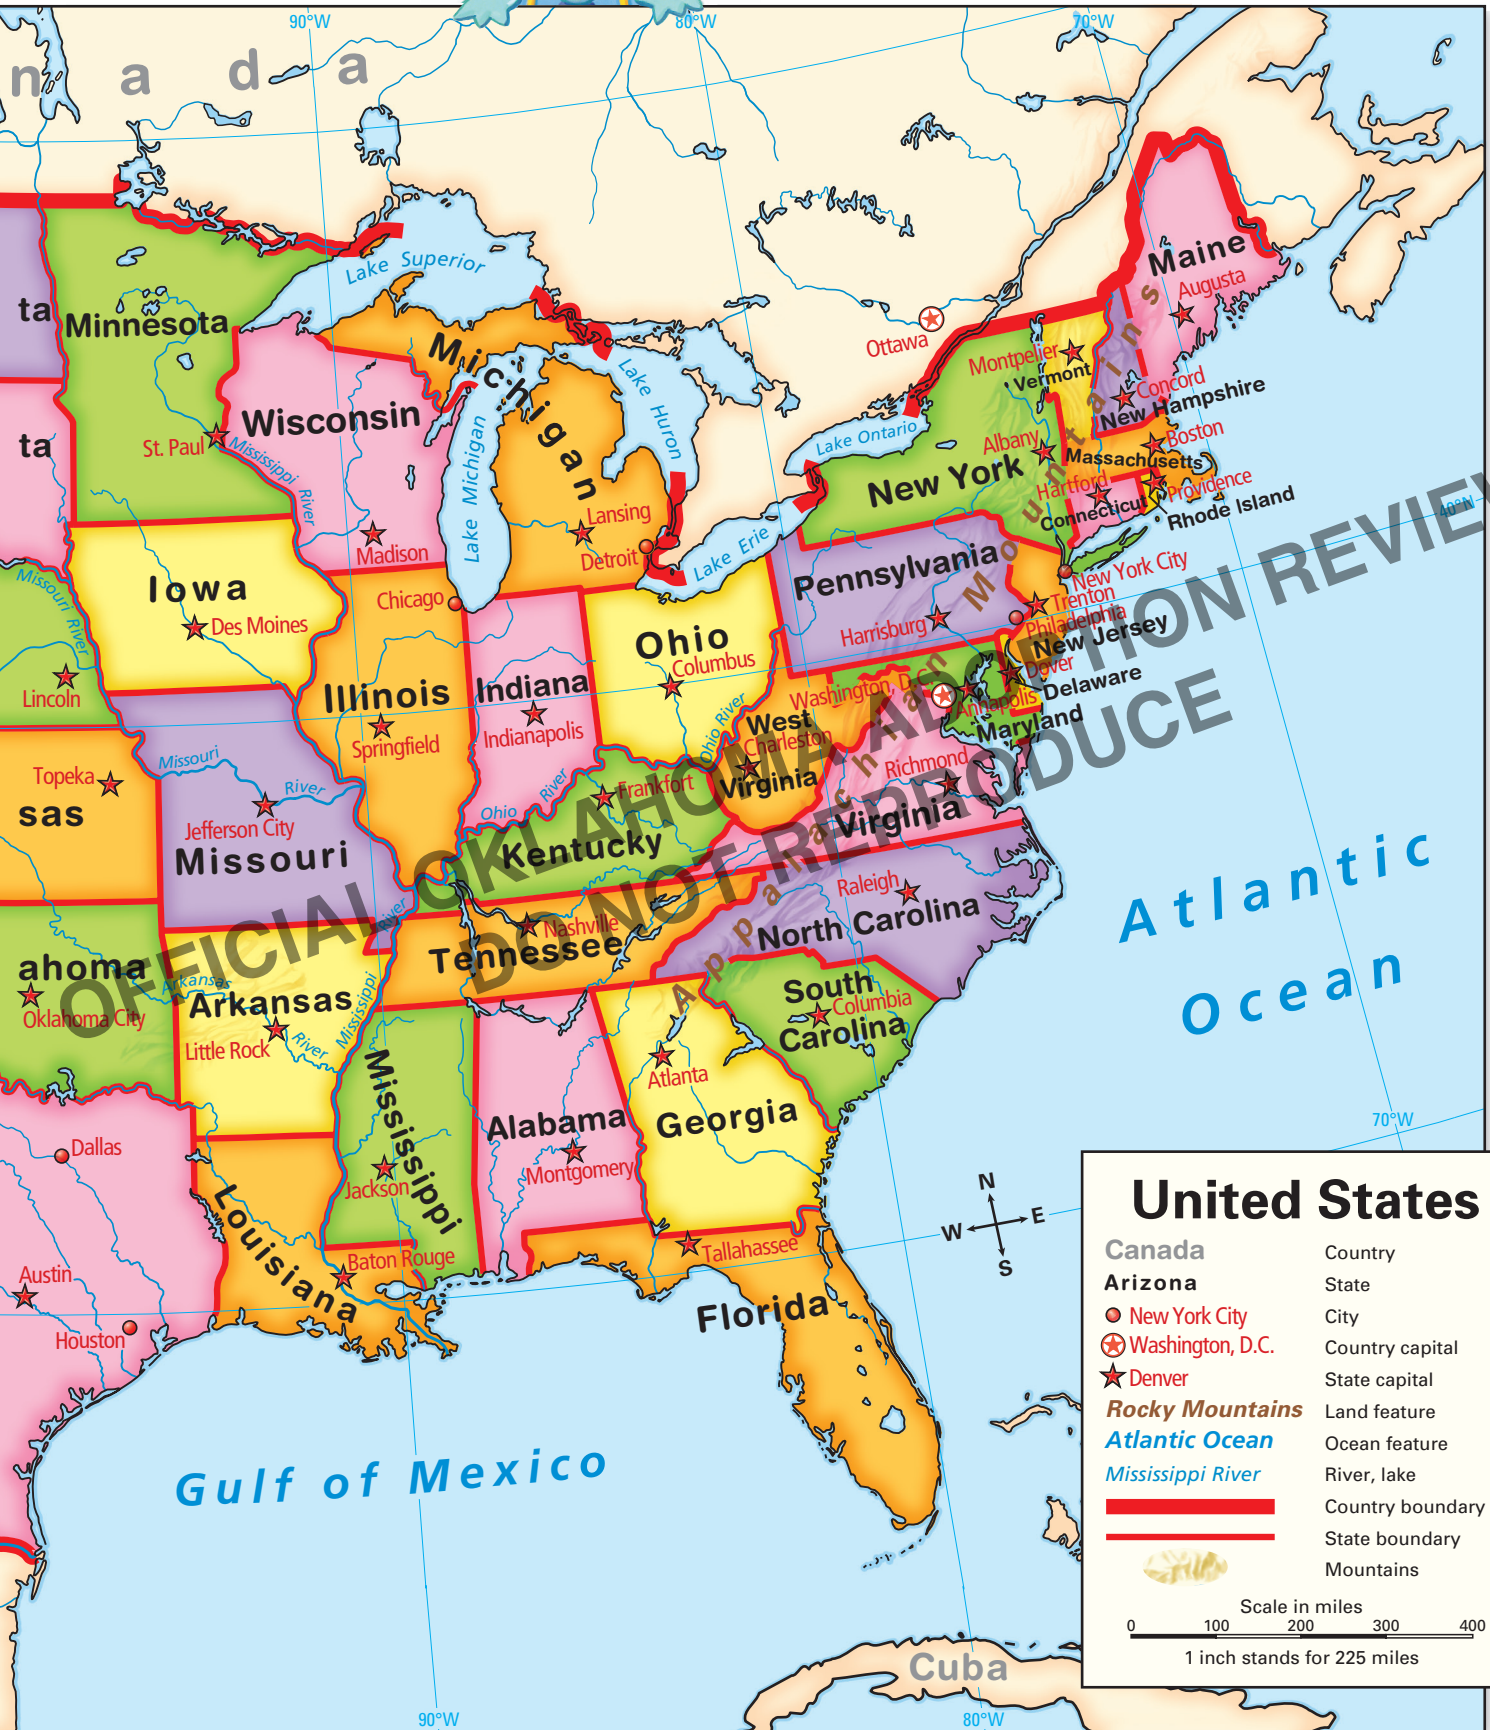 90°W
80°W
70°W
n a d a
Lake Superior
Maine
Augusta
ta
Minnesota
Ottawa
Montpelier
Vermont
Michigan
Lake Huron
Concord
New Hampshire
Wisconsin
ta
St. Paul
Mississippi River
Lake Michigan
Lake Ontario
Albany
Boston
Massachusetts
New York
Hartford
Providence
Connecticut
Rhode Island
40°N
Lansing
Madison
Detroit
Lake Erie
Pennsylvania
New York City
Missouri River
Iowa
Chicago
Trenton
Des Moines
Harrisburg
Philadelphia
New Jersey
Ohio
Columbus
Dover
Delaware
Lincoln
Illinois
Indiana
Washington, D.C.
Annapolis
Maryland
Springfield
Indianapolis
Ohio River
West
Charleston
Virginia
Missouri
River
Topeka
sas
Richmond
Virginia
Frankfort
Ohio River
Jefferson City
Missouri
Kentucky
Appalachian Mountains
Raleigh
North Carolina
Atlantic
Ocean
Nashville
Tennessee
ahoma
Arkansas
Arkansas
Mississippi
River
Oklahoma City
Little Rock
River
South
Columbia
Carolina
Atlanta
Georgia
Mississippi
Alabama
Montgomery
Jackson
Dallas
70°W
Louisiana
Baton Rouge
Tallahassee
Austin
Houston
Florida
N
W
E
S
Gulf of Mexico
Cuba
90°W
80°W
OFFICIAL OKLAHOMA ADOPTION REVIEW
DO NOT REPRODUCE
United States
Canada Country
Arizona State
New York City City
Washington, D.C. Country capital
Denver State capital
Rocky Mountains Land feature
Atlantic Ocean Ocean feature
Mississippi River River, lake
Country boundary
State boundary
Mountains
Scale in miles
0 100 200 300 400
1 inch stands for 225 miles